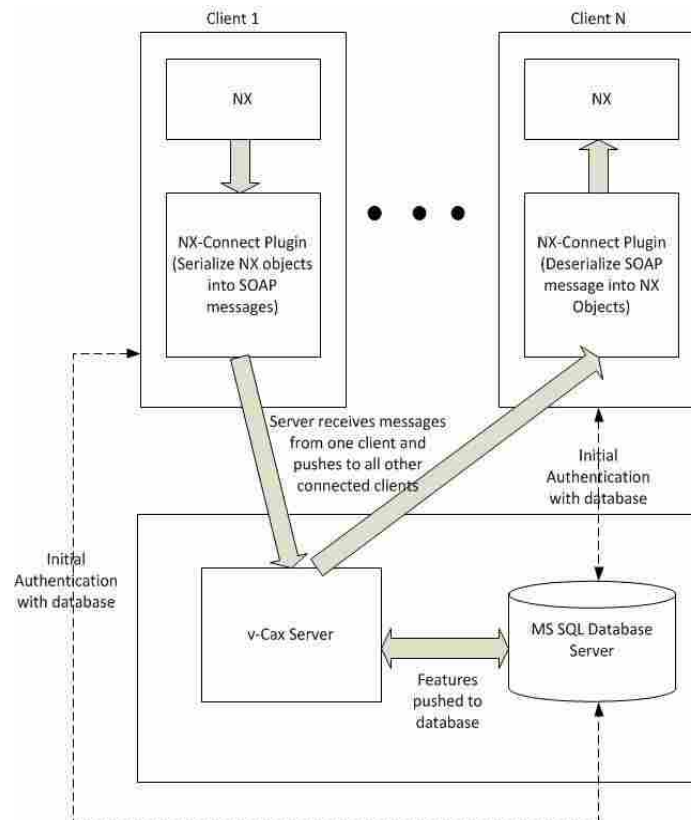 Client 1
Client N
NX
NX
NX-Connect Plugin
(Serialize NX objects
into SOAP
messages)
NX-Connect Plugin
(Deserialize SOAP
message into NX
Objects)
Server receives messages
from one client and
pushes to all other
connected clients
Initial
Authentication
with database
Initial
Authentication
with database
v-Cax Server
MS SQL Database
Server
Features
pushed to
database